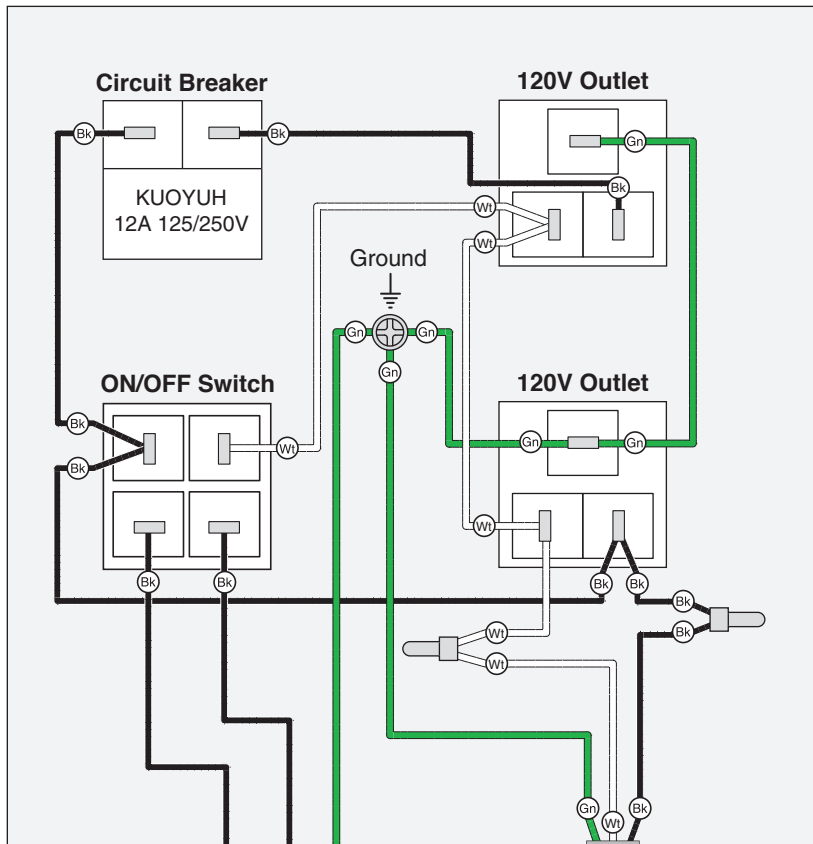 Circuit Breaker
120V Outlet
Bk
Bk
Gn
KUOYUH
12A 125/250V
Bk
Wt
Wt
Ground
Gn
Gn
Gn
ON/OFF Switch
120V Outlet
Bk
Wt
Gn
Gn
Bk
Wt
Bk
Bk
Bk
Bk
Bk
Wt
Bk
Wt
Gn
Bk
Wt